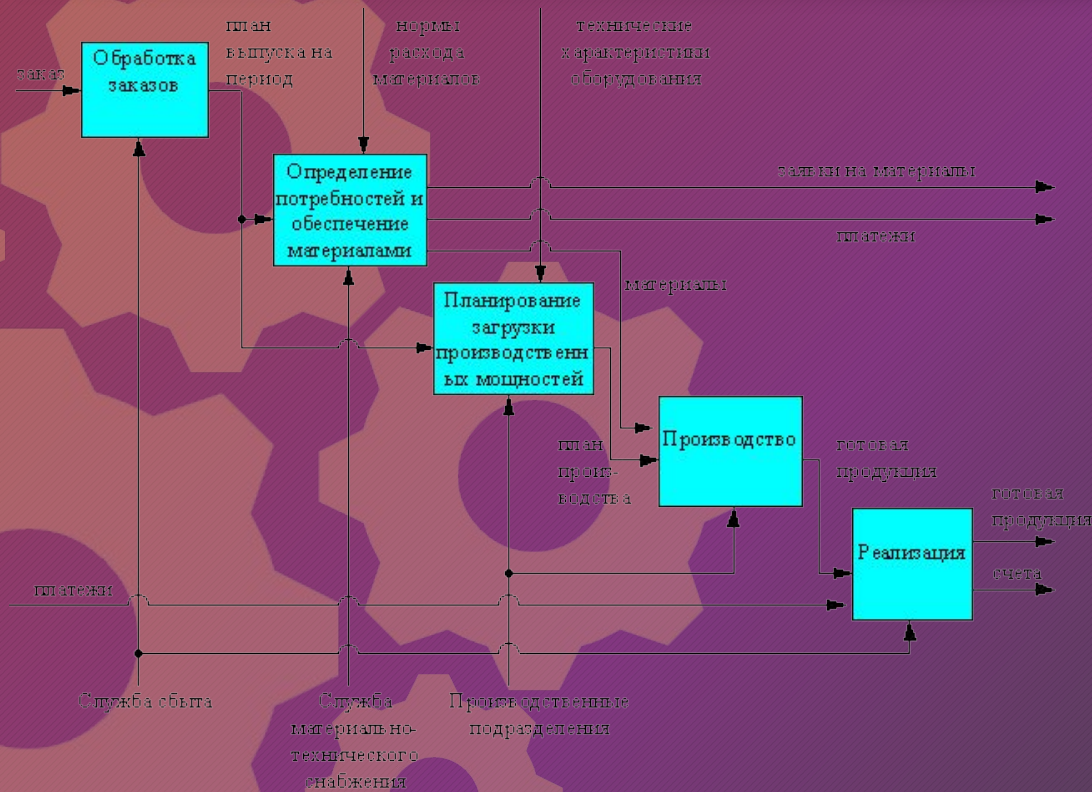 план
выпуска на
период
нормы
расхода
материалов
технические
характеристики
оборудования
заказ
Обработка
заказов
Определение
потребностей и
обеспечение
материалами
заявки на материалы
платежи
Планирование
загрузки
производственн
ых мощностей
материалы
план
произ-
водства
Производство
готовая
продукция
Реализация
готовая
продукция
счета
платежи
Служба сбыта
Служба
материально-
технического
снабжения
Производственные
подразделения